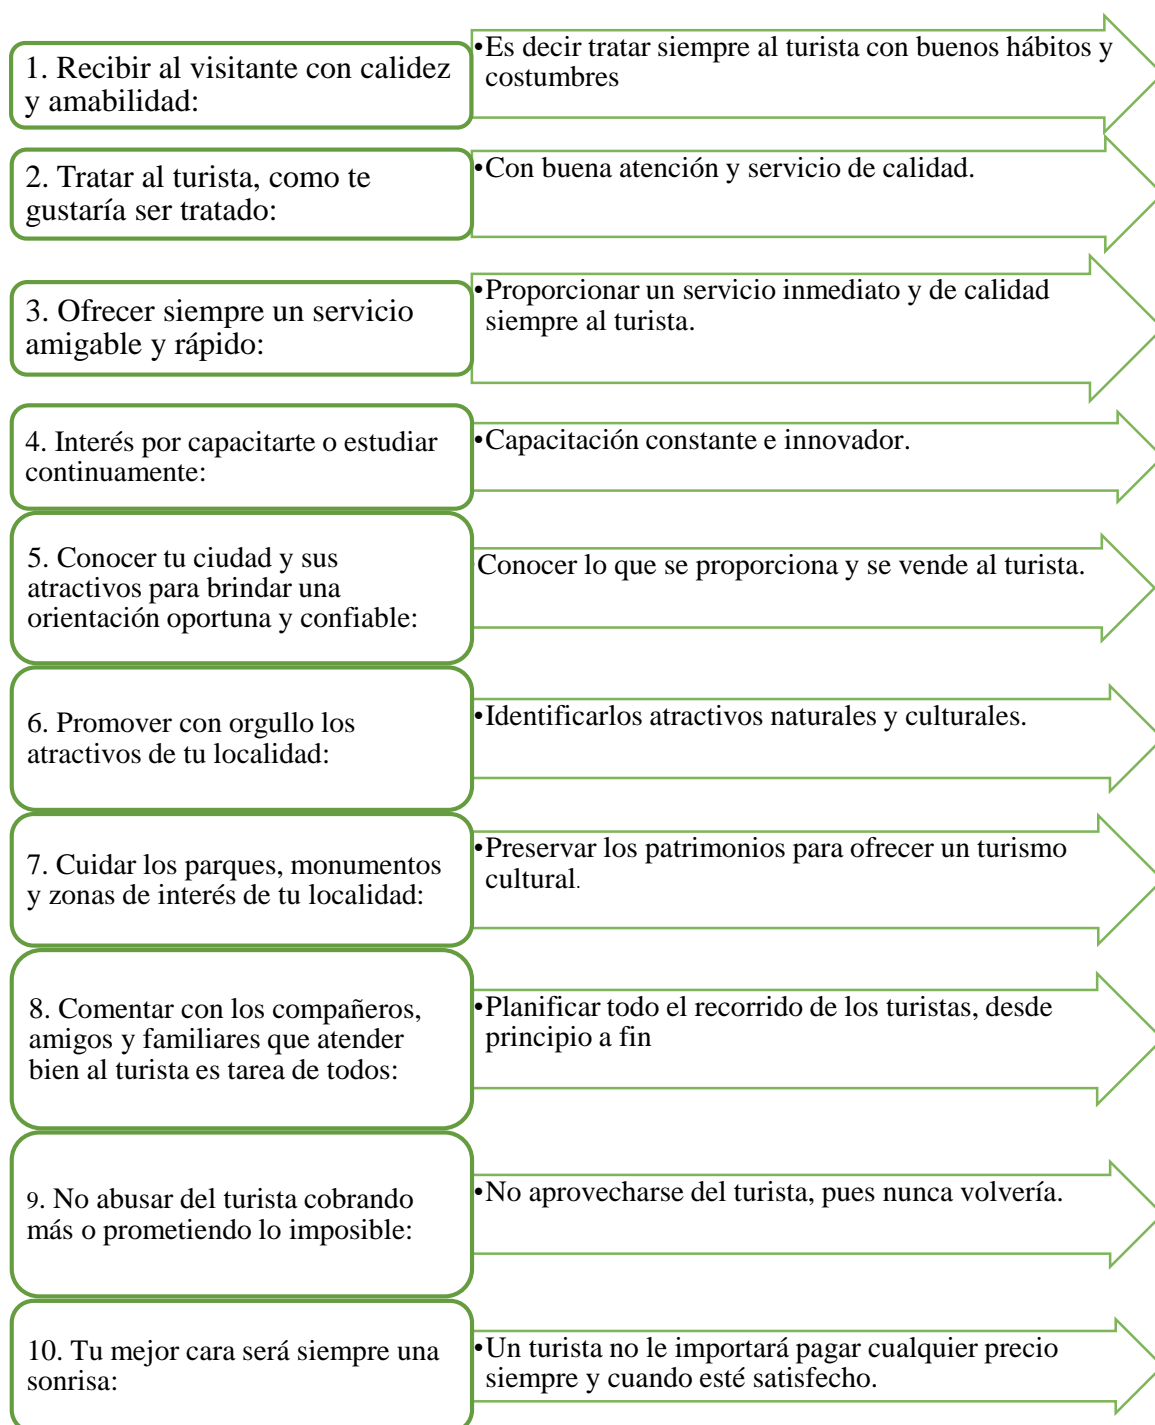 1. Recibir al visitante con calidez
y amabilidad:
•Es decir tratar siempre al turista con buenos hábitos y
costumbres
2. Tratar al turista, como te
gustaría ser tratado:
•Con buena atención y servicio de calidad.
3. Ofrecer siempre un servicio
amigable y rápido:
•Proporcionar un servicio inmediato y de calidad
siempre al turista.
4. Interés por capacitarte o estudiar
continuamente:
•Capacitación constante e innovador.
5. Conocer tu ciudad y sus
atractivos para brindar una
orientación oportuna y confiable:
Conocer lo que se proporciona y se vende al turista.
6. Promover con orgullo los
atractivos de tu localidad:
•Identificarlos atractivos naturales y culturales.
7. Cuidar los parques, monumentos
y zonas de interés de tu localidad:
•Preservar los patrimonios para ofrecer un turismo
cultural.
8. Comentar con los compañeros,
amigos y familiares que atender
bien al turista es tarea de todos:
•Planificar todo el recorrido de los turistas, desde
principio a fin
9. No abusar del turista cobrando
más o prometiendo lo imposible:
•No aprovecharse del turista, pues nunca volvería.
10. Tu mejor cara será siempre una
sonrisa:
•Un turista no le importará pagar cualquier precio
siempre y cuando esté satisfecho.